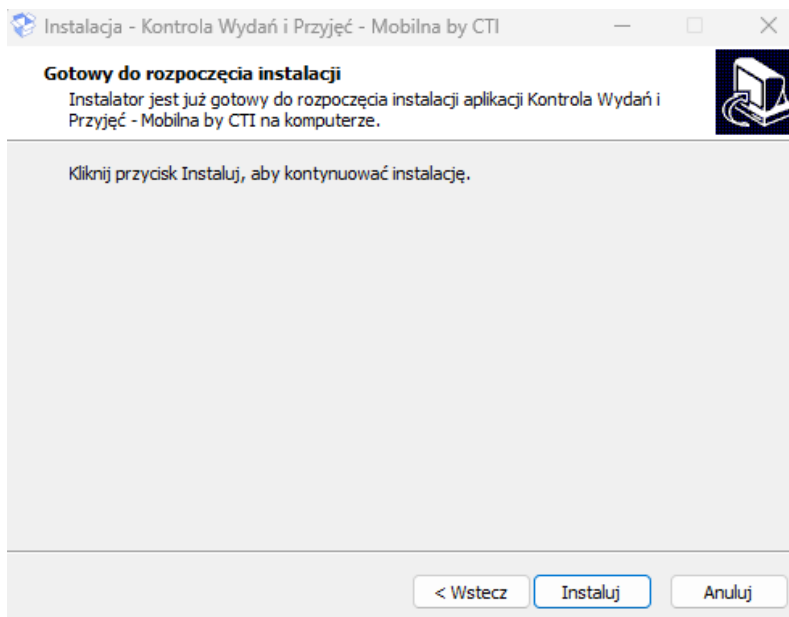 Instalacja - Kontrola Wydań i Przyjęć - Mobilna by CTI
Gotowy do rozpoczęcia instalacji
Instalator jest już gotowy do rozpoczęcia instalacji aplikacji Kontrola Wydań i
Przyjęć - Mobilna by CTI na komputerze.
Kliknij przycisk Instaluj, aby kontynuować instalację.
< Wstecz
Instaluj
Anuluj